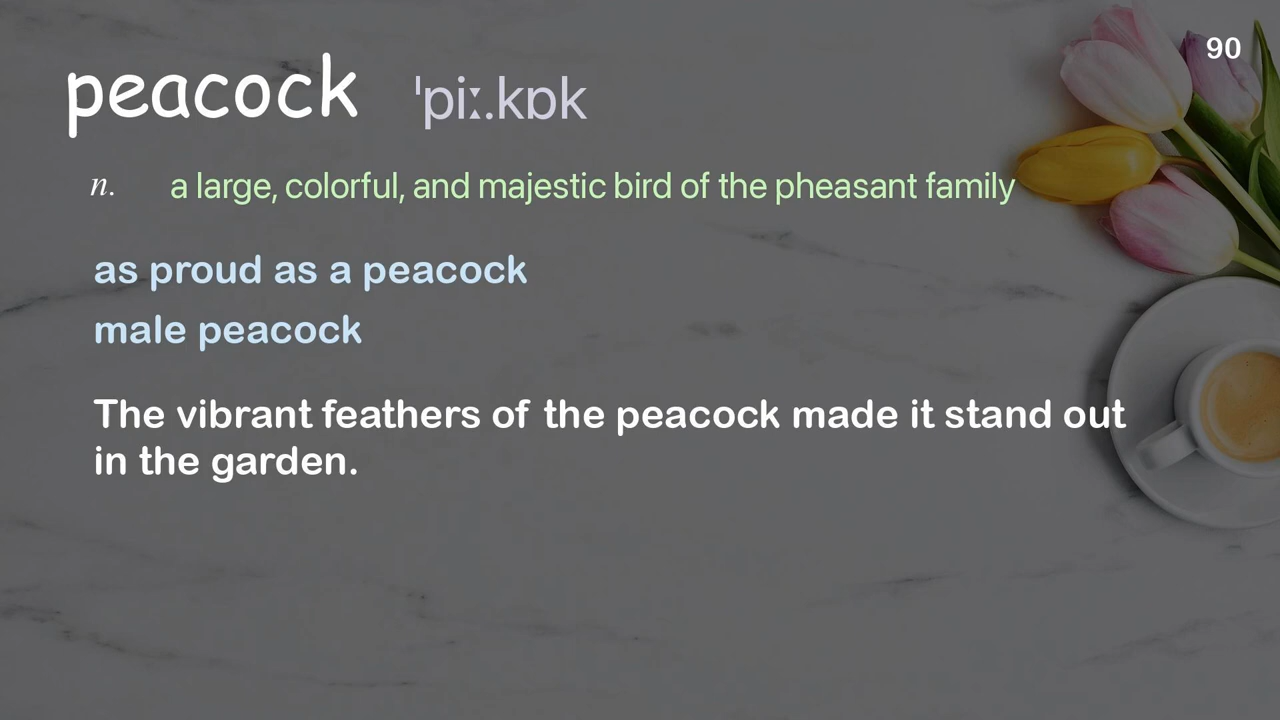 90
peacock ˈpiː.kɒk
n. a large, colorful, and majestic bird of the pheasant family
as proud as a peacock
male peacock
The vibrant feathers of the peacock made it stand out
in the garden.